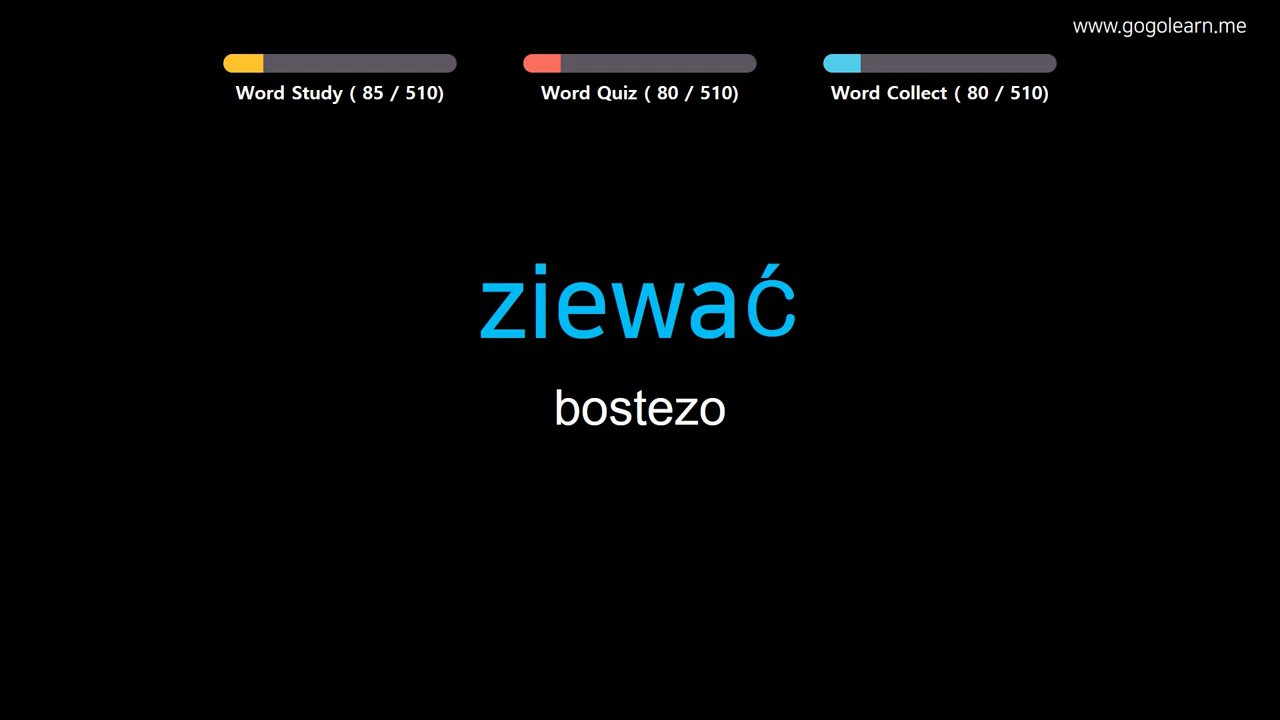 www.gogolearn.me
Word Study ( 85 / 510)
Word Quiz ( 80 / 510)
Word Collect ( 80 / 510)
ziewać
bostezo